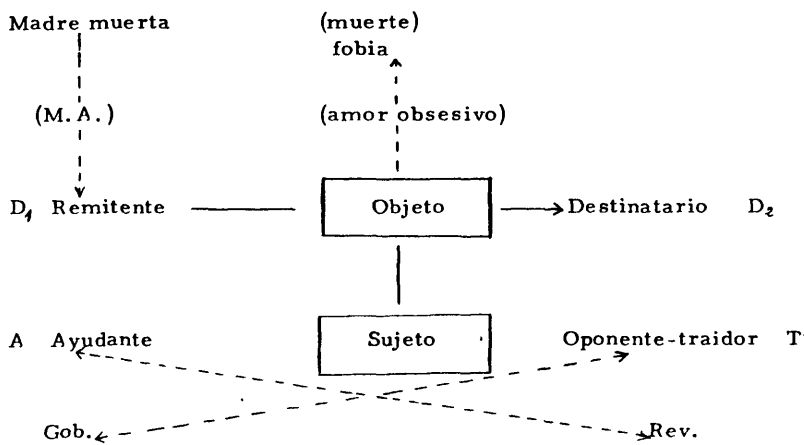 Madre muerta (muerte)
fobia
(M. A.) (amor obsesivo)
D₁ Remitente Objeto Destinatario D₂
A Ayudante Sujeto Oponente-traidor T
Gob. Rev.